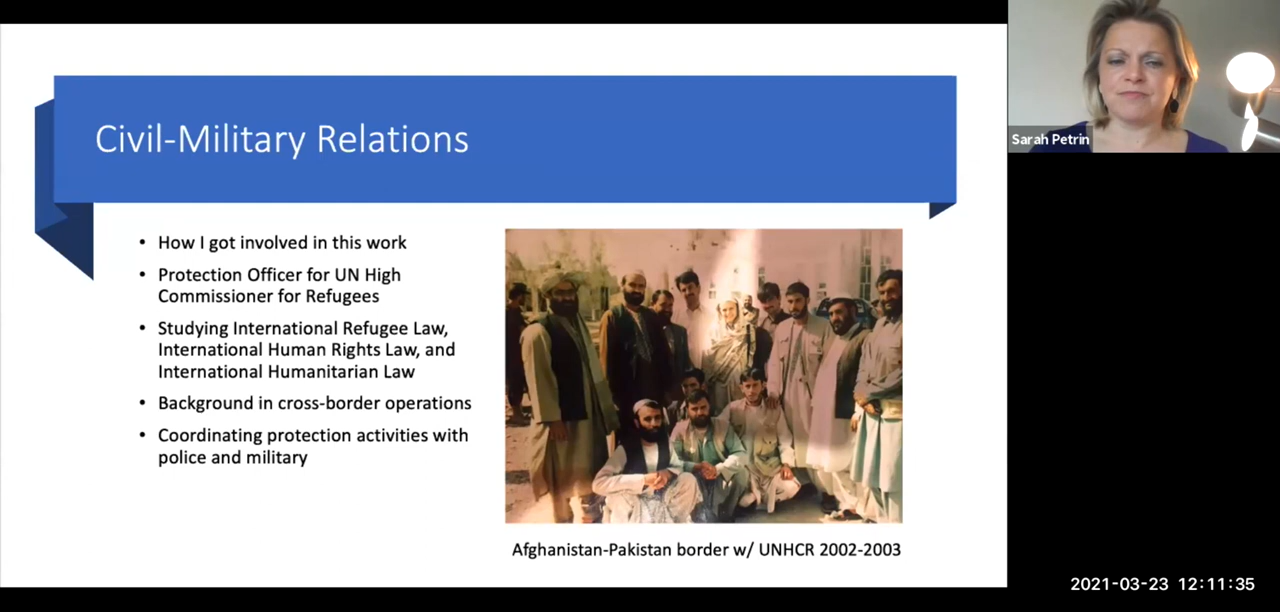 Civil-Military Relations
• How I got involved in this work
• Protection Officer for UN High
Commissioner for Refugees
• Studying International Refugee Law,
International Human Rights Law, and
International Humanitarian Law
• Background in cross-border operations
• Coordinating protection activities with
police and military
Afghanistan-Pakistan border w/ UNHCR 2002-2003
Sarah Petrin
2021-03-23 12:11:35